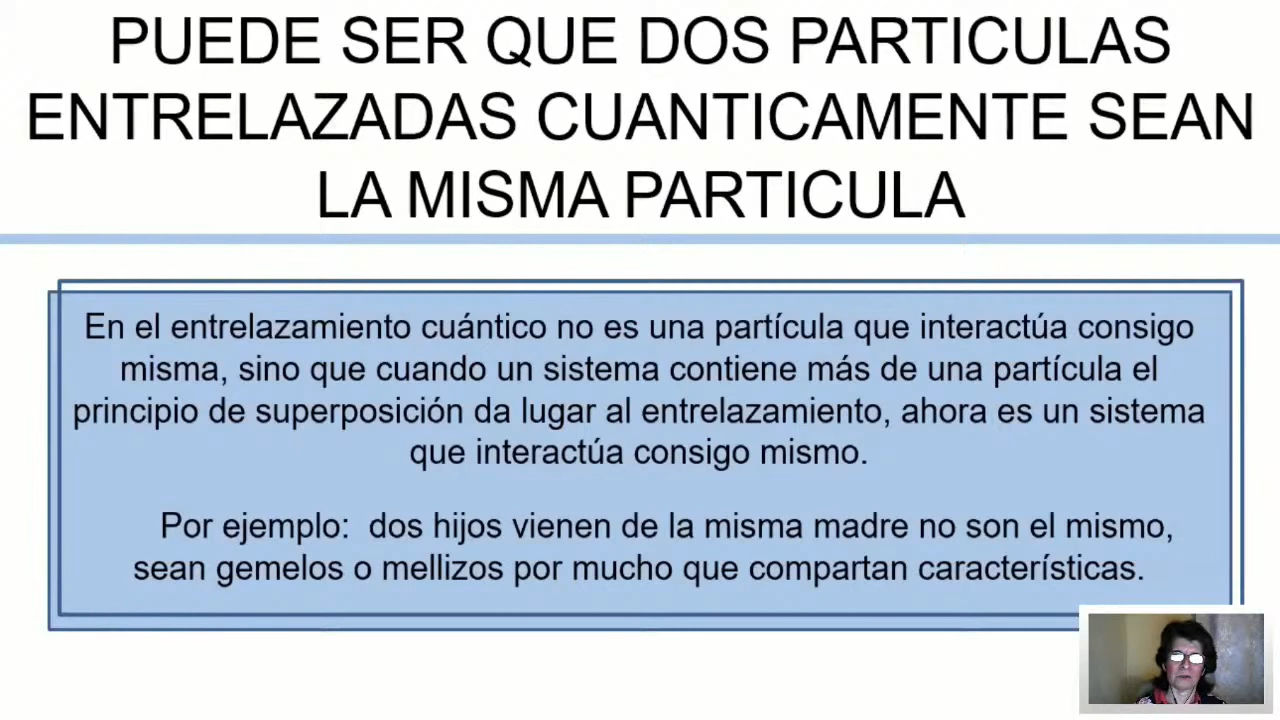 PUEDE SER QUE DOS PARTICULAS
ENTRELAZADAS CUANTICAMENTE SEAN
LA MISMA PARTICULA
En el entrelazamiento cuántico no es una partícula que interactúa consigo
misma, sino que cuando un sistema contiene más de una partícula el
principio de superposición da lugar al entrelazamiento, ahora es un sistema
que interactúa consigo mismo.
Por ejemplo: dos hijos vienen de la misma madre no son el mismo,
sean gemelos o mellizos por mucho que compartan características.